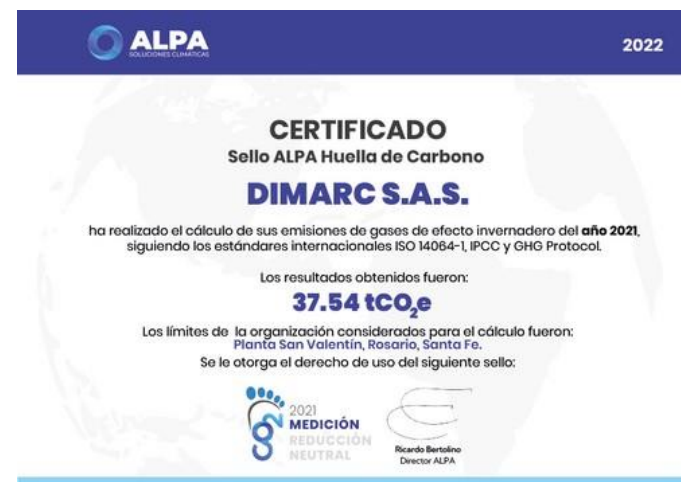 ALPA
SOLUCIONES CLIMÁTICAS
2022
CERTIFICADO
Sello ALPA Huella de Carbono
DIMARC S.A.S.
ha realizado el cálculo de sus emisiones de gases de efecto invernadero del año 2021,
siguiendo los estándares internacionales ISO 14064-1, IPCC y GHG Protocol.
Los resultados obtenidos fueron:
37.54 tCO₂e
Los límites de la organización considerados para el cálculo fueron:
Planta San Valentín, Rosario, Santa Fe.
Se le otorga el derecho de uso del siguiente sello:
2021
MEDICIÓN
REDUCCIÓN
NEUTRAL
Ricardo Bertolino
Director ALPA